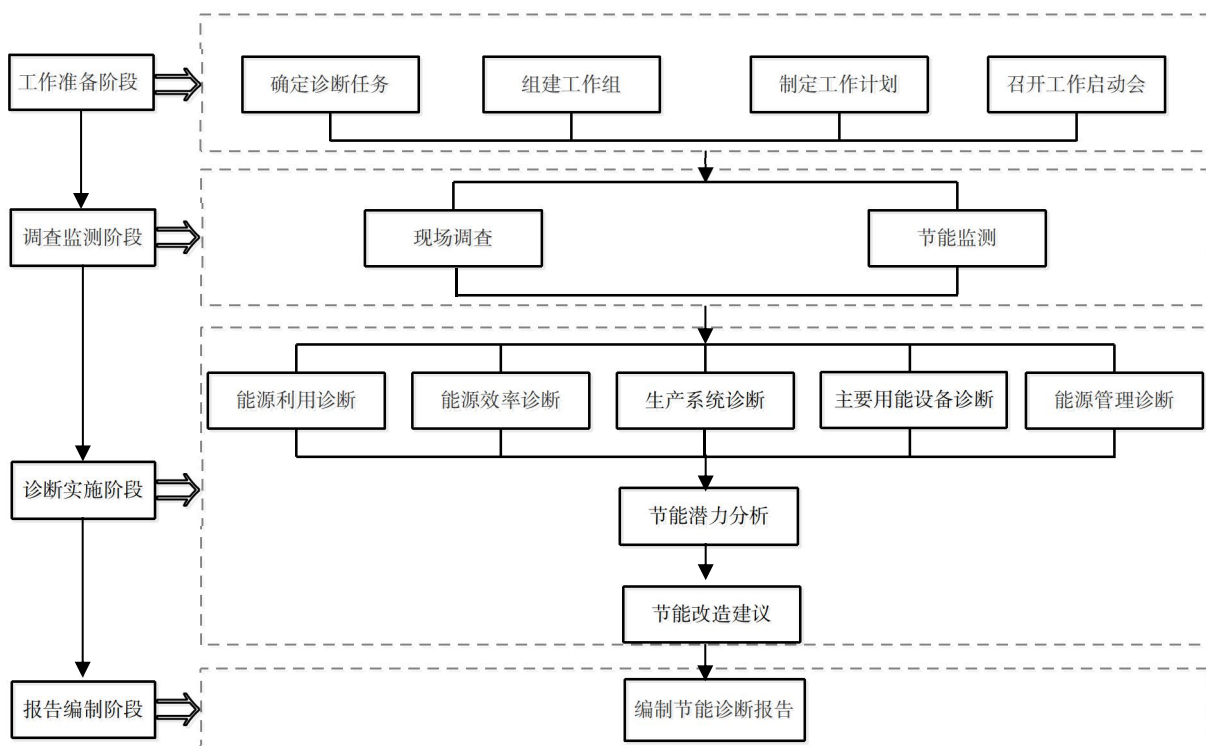 工作准备阶段
确定诊断任务
组建工作组
制定工作计划
召开工作启动会
调查监测阶段
现场调查
节能监测
能源利用诊断
能源效率诊断
生产系统诊断
主要用能设备诊断
能源管理诊断
诊断实施阶段
节能潜力分析
节能改造建议
报告编制阶段
编制节能诊断报告